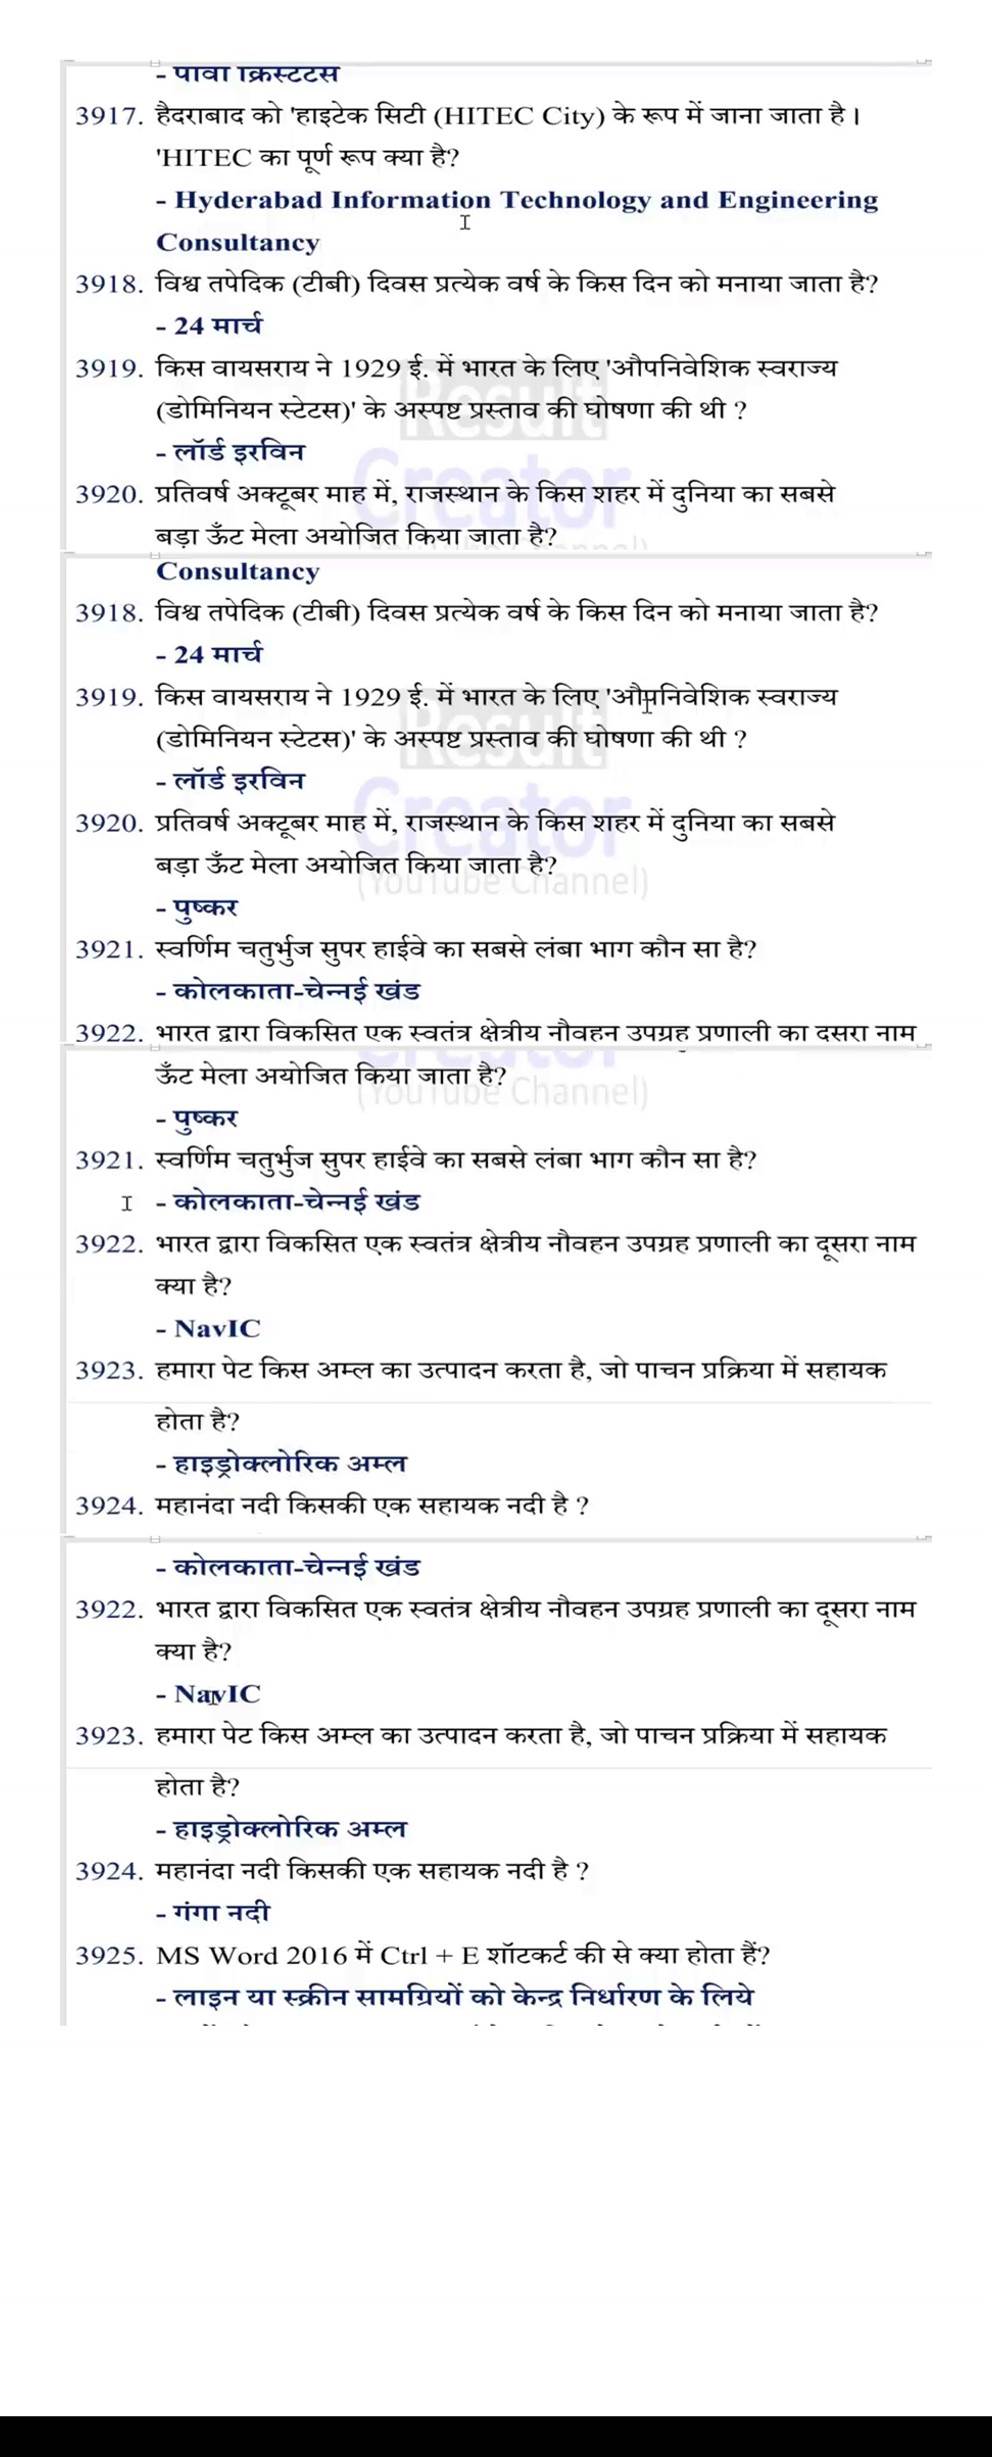 - पावो क्रिस्टेटस
3917. हैदराबाद को 'हाइटेक सिटी (HITEC City) के रूप में जाना जाता है।
'HITEC का पूर्ण रूप क्या है?
- Hyderabad Information Technology and Engineering
Consultancy
3918. विश्व तपेदिक (टीबी) दिवस प्रत्येक वर्ष के किस दिन को मनाया जाता है?
- 24 मार्च
3919. किस वायसराय ने 1929 ई. में भारत के लिए 'औपनिवेशिक स्वराज्य
(डोमिनियन स्टेटस)' के अस्पष्ट प्रस्ताव की घोषणा की थी ?
- लॉर्ड इरविन
3920. प्रतिवर्ष अक्टूबर माह में, राजस्थान के किस शहर में दुनिया का सबसे
बड़ा ऊँट मेला अयोजित किया जाता है?
Result
Creator
Consultancy
3918. विश्व तपेदिक (टीबी) दिवस प्रत्येक वर्ष के किस दिन को मनाया जाता है?
- 24 मार्च
3919. किस वायसराय ने 1929 ई. में भारत के लिए 'औपनिवेशिक स्वराज्य
(डोमिनियन स्टेटस)' के अस्पष्ट प्रस्ताव की घोषणा की थी ?
- लॉर्ड इरविन
3920. प्रतिवर्ष अक्टूबर माह में, राजस्थान के किस शहर में दुनिया का सबसे
बड़ा ऊँट मेला अयोजित किया जाता है?
Result
Creator
(YouTube Channel)
- पुष्कर
3921. स्वर्णिम चतुर्भुज सुपर हाईवे का सबसे लंबा भाग कौन सा है?
- कोलकाता-चेन्नई खंड
3922. भारत द्वारा विकसित एक स्वतंत्र क्षेत्रीय नौवहन उपग्रह प्रणाली का दूसरा नाम
ऊँट मेला अयोजित किया जाता है?
(YouTube Channel)
- पुष्कर
3921. स्वर्णिम चतुर्भुज सुपर हाईवे का सबसे लंबा भाग कौन सा है?
- कोलकाता-चेन्नई खंड
3922. भारत द्वारा विकसित एक स्वतंत्र क्षेत्रीय नौवहन उपग्रह प्रणाली का दूसरा नाम
क्या है?
- NavIC
3923. हमारा पेट किस अम्ल का उत्पादन करता है, जो पाचन प्रक्रिया में सहायक
होता है?
- हाइड्रोक्लोरिक अम्ल
3924. महानंदा नदी किसकी एक सहायक नदी है ?
- कोलकाता-चेन्नई खंड
3922. भारत द्वारा विकसित एक स्वतंत्र क्षेत्रीय नौवहन उपग्रह प्रणाली का दूसरा नाम
क्या है?
- NavIC
3923. हमारा पेट किस अम्ल का उत्पादन करता है, जो पाचन प्रक्रिया में सहायक
होता है?
- हाइड्रोक्लोरिक अम्ल
3924. महानंदा नदी किसकी एक सहायक नदी है ?
- गंगा नदी
3925. MS Word 2016 में Ctrl + E शॉटकर्ट की से क्या होता हैं?
- लाइन या स्क्रीन सामग्रियों को केन्द्र निर्धारण के लिये